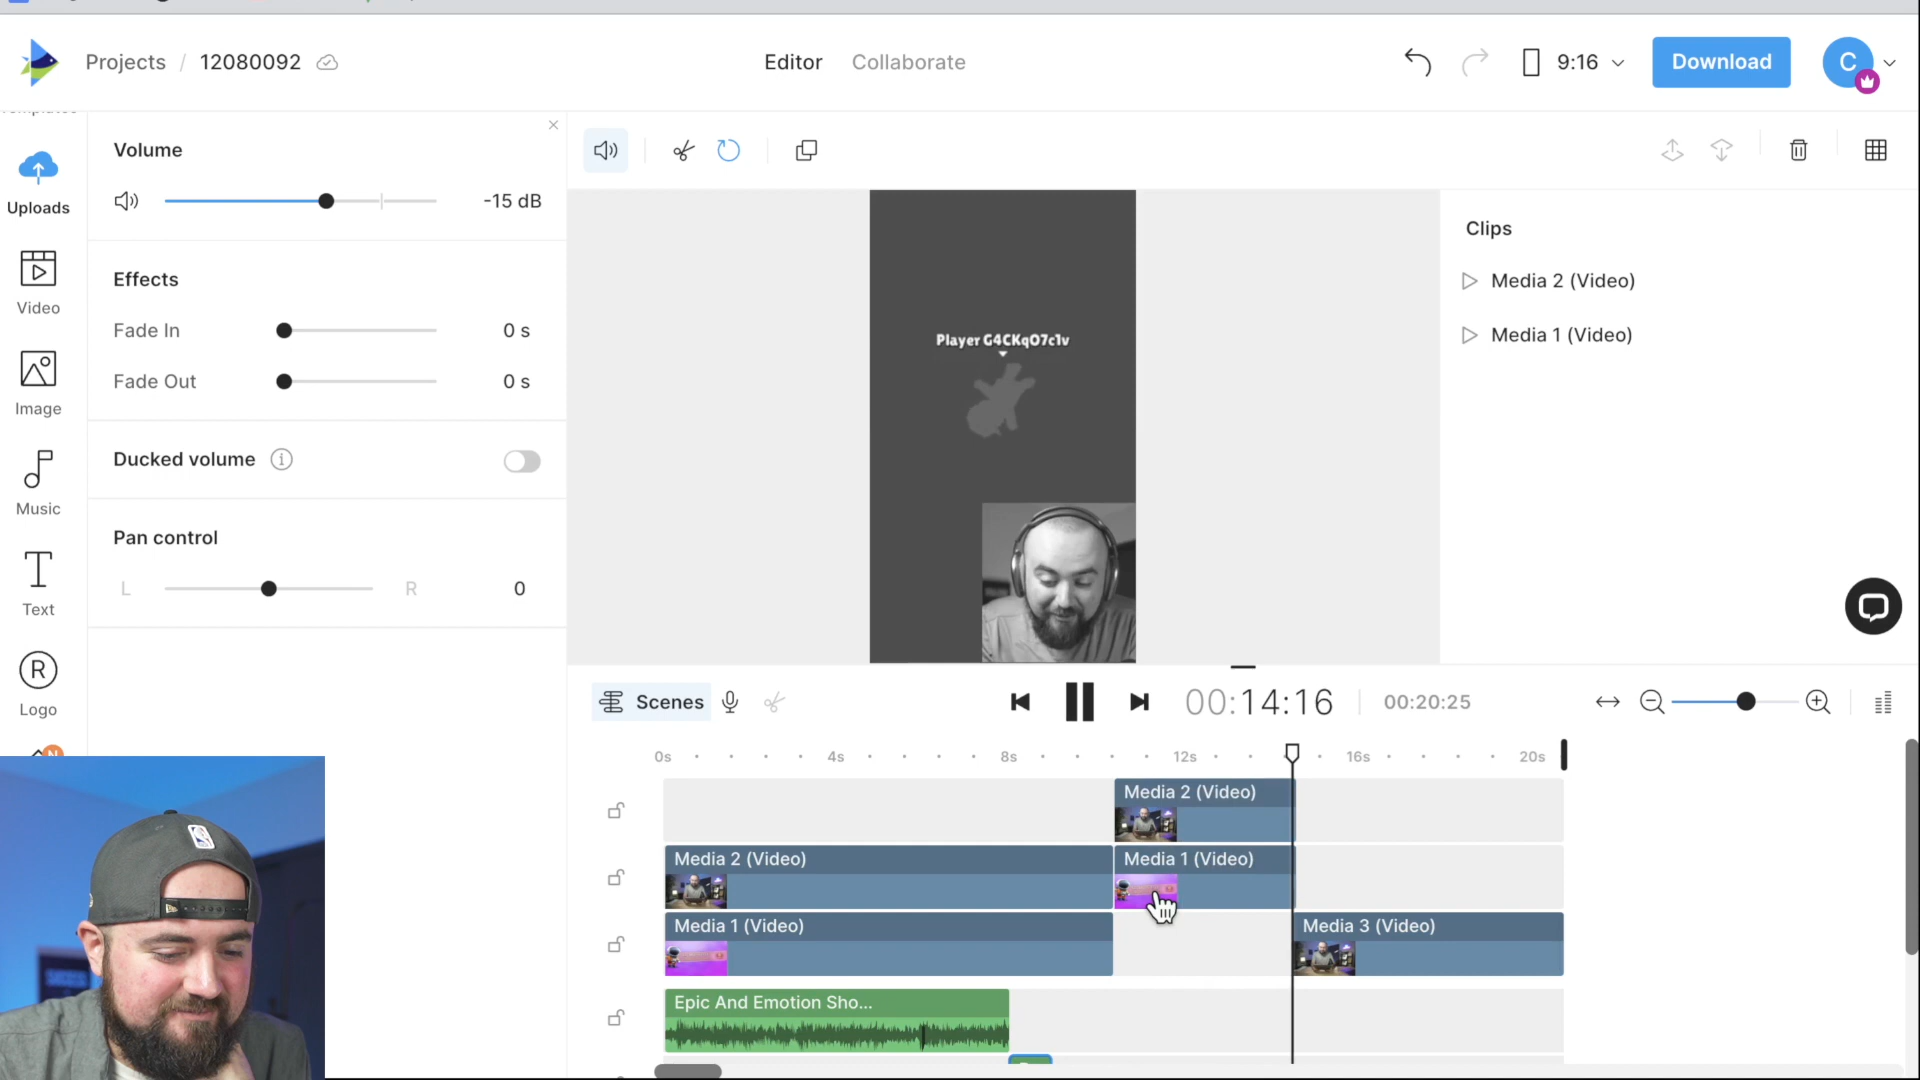 Projects / 12080092
Editor
Collaborate
9:16
Download
C
Templates
Uploads
Video
Image
Music
Text
R
Logo
N
Volume
-15 dB
Effects
Fade In
0 s
Fade Out
0 s
Ducked volume
Pan control
L
R
0
Player G4CKqO7c1v
Clips
Media 2 (Video)
Media 1 (Video)
Scenes
00:14:16
00:20:25
0s
4s
8s
12s
16s
20s
Media 2 (Video)
Media 2 (Video)
Media 1 (Video)
Media 1 (Video)
Media 3 (Video)
Epic And Emotion Sho...